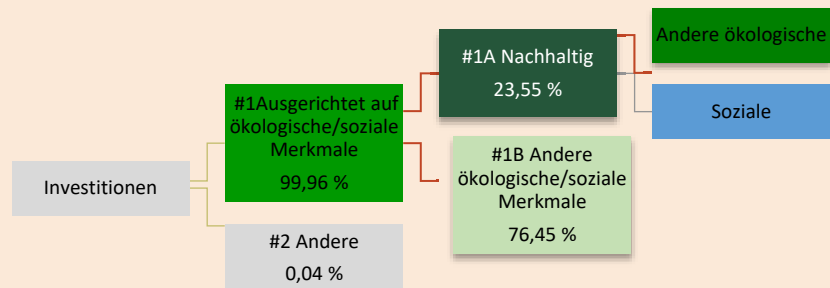 Investitionen
#1Ausgerichtet auf
ökologische/soziale
Merkmale
99,96 %
#2 Andere
0,04 %
#1A Nachhaltig
23,55 %
#1B Andere
ökologische/soziale
Merkmale
76,45 %
Andere ökologische
Soziale